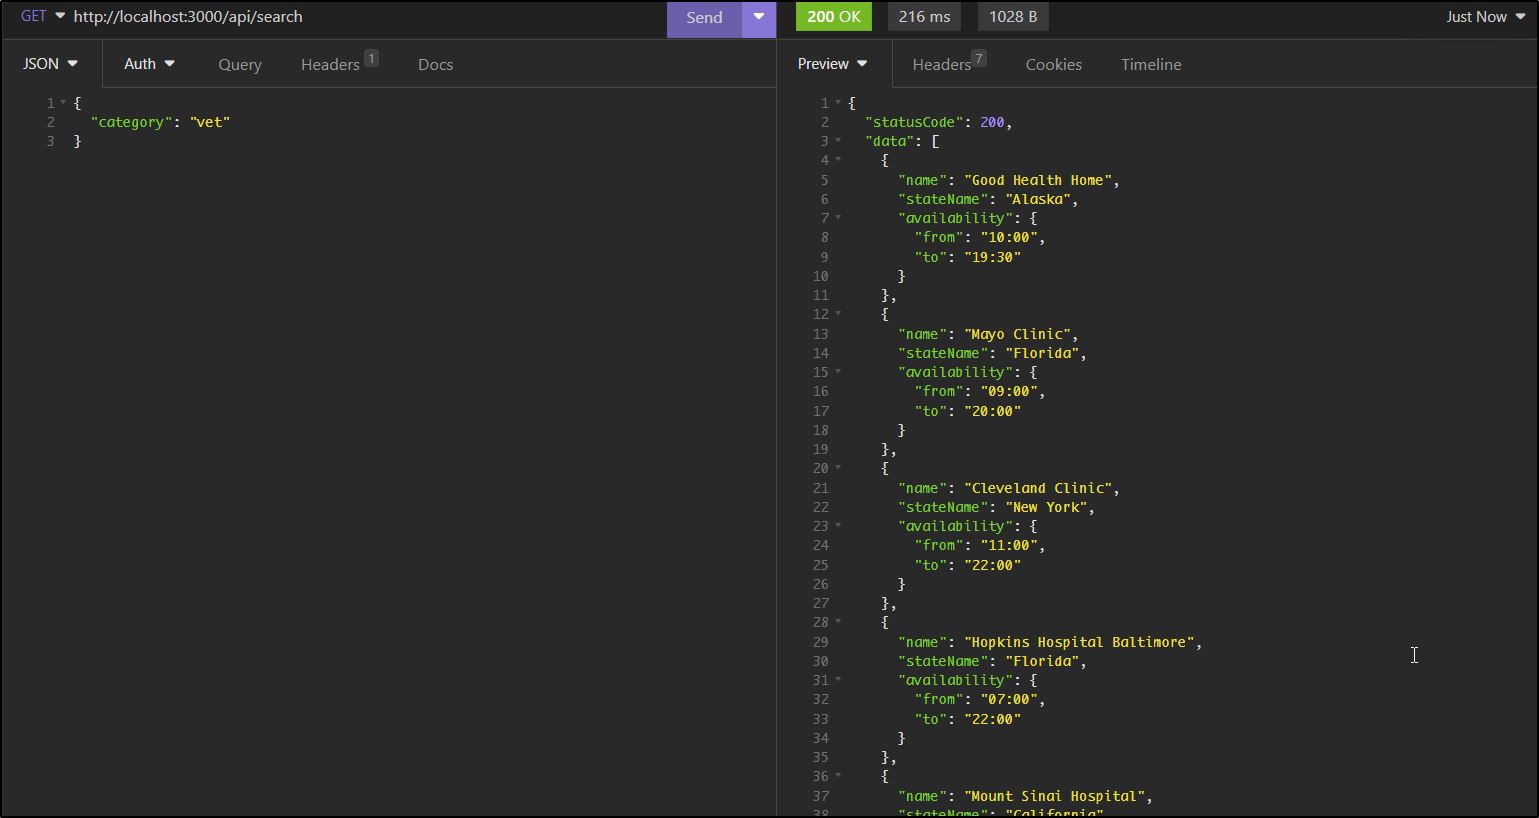 GET http://localhost:3000/api/search Send 200 OK 216 ms 1028 B Just Now
JSON Auth Query Headers 1 Docs
1 {
2 "category": "vet"
3 }
Preview Headers 7 Cookies Timeline
1 {
2 "statusCode": 200,
3 "data": [
4 {
5 "name": "Good Health Home",
6 "stateName": "Alaska",
7 "availability": {
8 "from": "10:00",
9 "to": "19:30"
10 }
11 },
12 {
13 "name": "Mayo Clinic",
14 "stateName": "Florida",
15 "availability": {
16 "from": "09:00",
17 "to": "20:00"
18 }
19 },
20 {
21 "name": "Cleveland Clinic",
22 "stateName": "New York",
23 "availability": {
24 "from": "11:00",
25 "to": "22:00"
26 }
27 },
28 {
29 "name": "Hopkins Hospital Baltimore",
30 "stateName": "Florida",
31 "availability": {
32 "from": "07:00",
33 "to": "22:00"
34 }
35 },
36 {
37 "name": "Mount Sinai Hospital",
38 "stateName": "California",